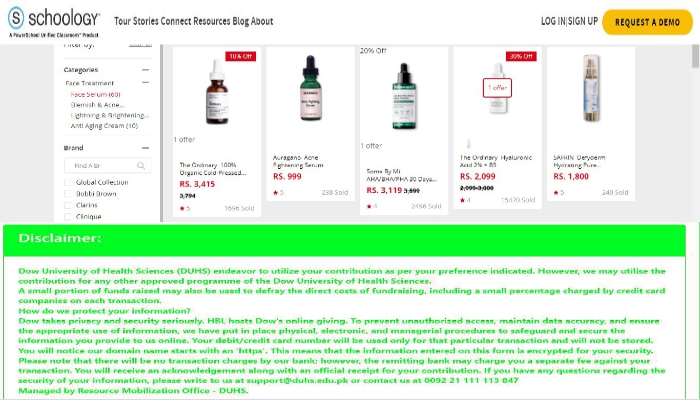 schoology®
A PowerSchool Unified Classroom® Product
Tour Stories Connect Resources Blog About
LOG IN|SIGN UP
REQUEST A DEMO
Filter By:
Categories
Face Treatment
Face Serum (60)
Blemish & Acne...
Lightning & Brightening...
Anti Aging Cream (10)
Brand
Find A Br
Global Collection
Bobbi Brown
Clarins
Clinique
10% Off
1 offer
The Ordinary 100%
Organic Cold-Pressed...
RS. 3,415
3,794
5 1696 Sold
Auragano Acne
Fighting Serum
RS. 999
5 238 Sold
20% Off
1 offer
Some By Mi
AHA/BHA/PHA 30 Days...
RS. 3,119 3,899
4 2496 Sold
30% Off
1 offer
The Ordinary Hyaluronic
Acid 2% + B5
RS. 2,099
2,999-3,000
4 15470 Sold
SAFRIN Defyderm
Hydrating Pure...
RS. 1,800
5 249 Sold
Disclaimer:
Dow University of Health Sciences (DUHS) endeavor to utilize your contribution as per your preference indicated. However, we may utilise the
contribution for any other approved programme of the Dow University of Health Sciences.
A small portion of funds raised may also be used to defray the direct costs of fundraising, including a small percentage charged by credit card
companies on each transaction.
How do we protect your information?
Dow takes privacy and security seriously. HBL hosts Dow's online giving. To prevent unauthorized access, maintain data accuracy, and ensure
the appropriate use of information, we have put in place physical, electronic, and managerial procedures to safeguard and secure the
information you provide to us online. Your debit/credit card number will be used only for that particular transaction and will not be stored.
You will notice our domain name starts with an 'https'. This means that the information entered on this form is encrypted for your security.
Please note that there will be no transaction charges by our bank; however, the remitting bank may charge you a separate fee against your
transaction. You will receive an acknowledgement along with an official receipt for your contribution. If you have any questions regarding the
security of your information, please write to us at support@duhs.edu.pk or contact us at 0092 21 111 113 847
Managed by Resource Mobilization Office - DUHS.